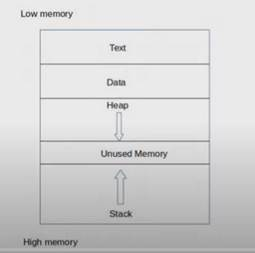 Low memory
Text
Data
Heap
Unused Memory
Stack
High memory